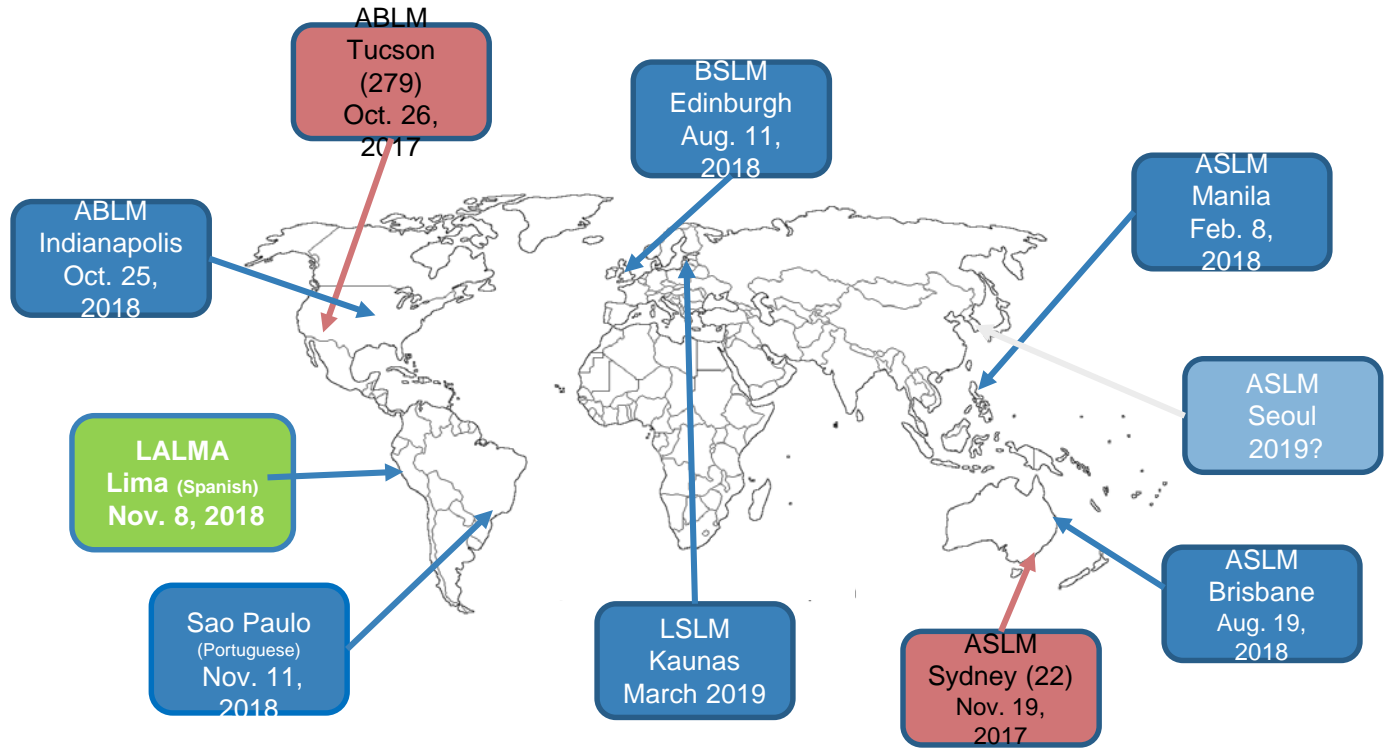 ABLM
Tucson
(279)
Oct. 26,
2017
BSLM
Edinburgh
Aug. 11,
2018
ASLM
Manila
Feb. 8,
2018
ABLM
Indianapolis
Oct. 25,
2018
ASLM
Seoul
2019?
LALMA
Lima (Spanish)
Nov. 8, 2018
Sao Paulo
(Portuguese)
Nov. 11,
2018
LSLM
Kaunas
March 2019
ASLM
Sydney (22)
Nov. 19,
2017
ASLM
Brisbane
Aug. 19,
2018